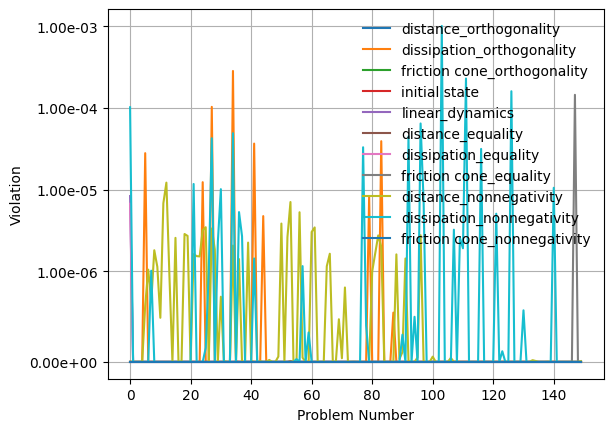 1.00e−03
1.00e−04
1.00e−05
1.00e−06
0.00e+00
Violation
distance_orthogonality
dissipation_orthogonality
friction cone_orthogonality
initial state
linear_dynamics
distance_equality
dissipation_equality
friction cone_equality
distance_nonnegativity
dissipation_nonnegativity
friction cone_nonnegativity
0 20 40 60 80 100 120 140
Problem Number